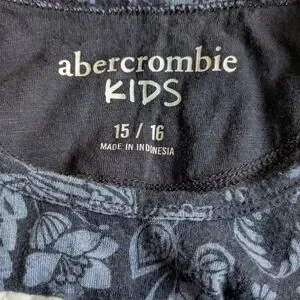 abercrombie
KIDS
15 / 16
MADE IN INDONESIA